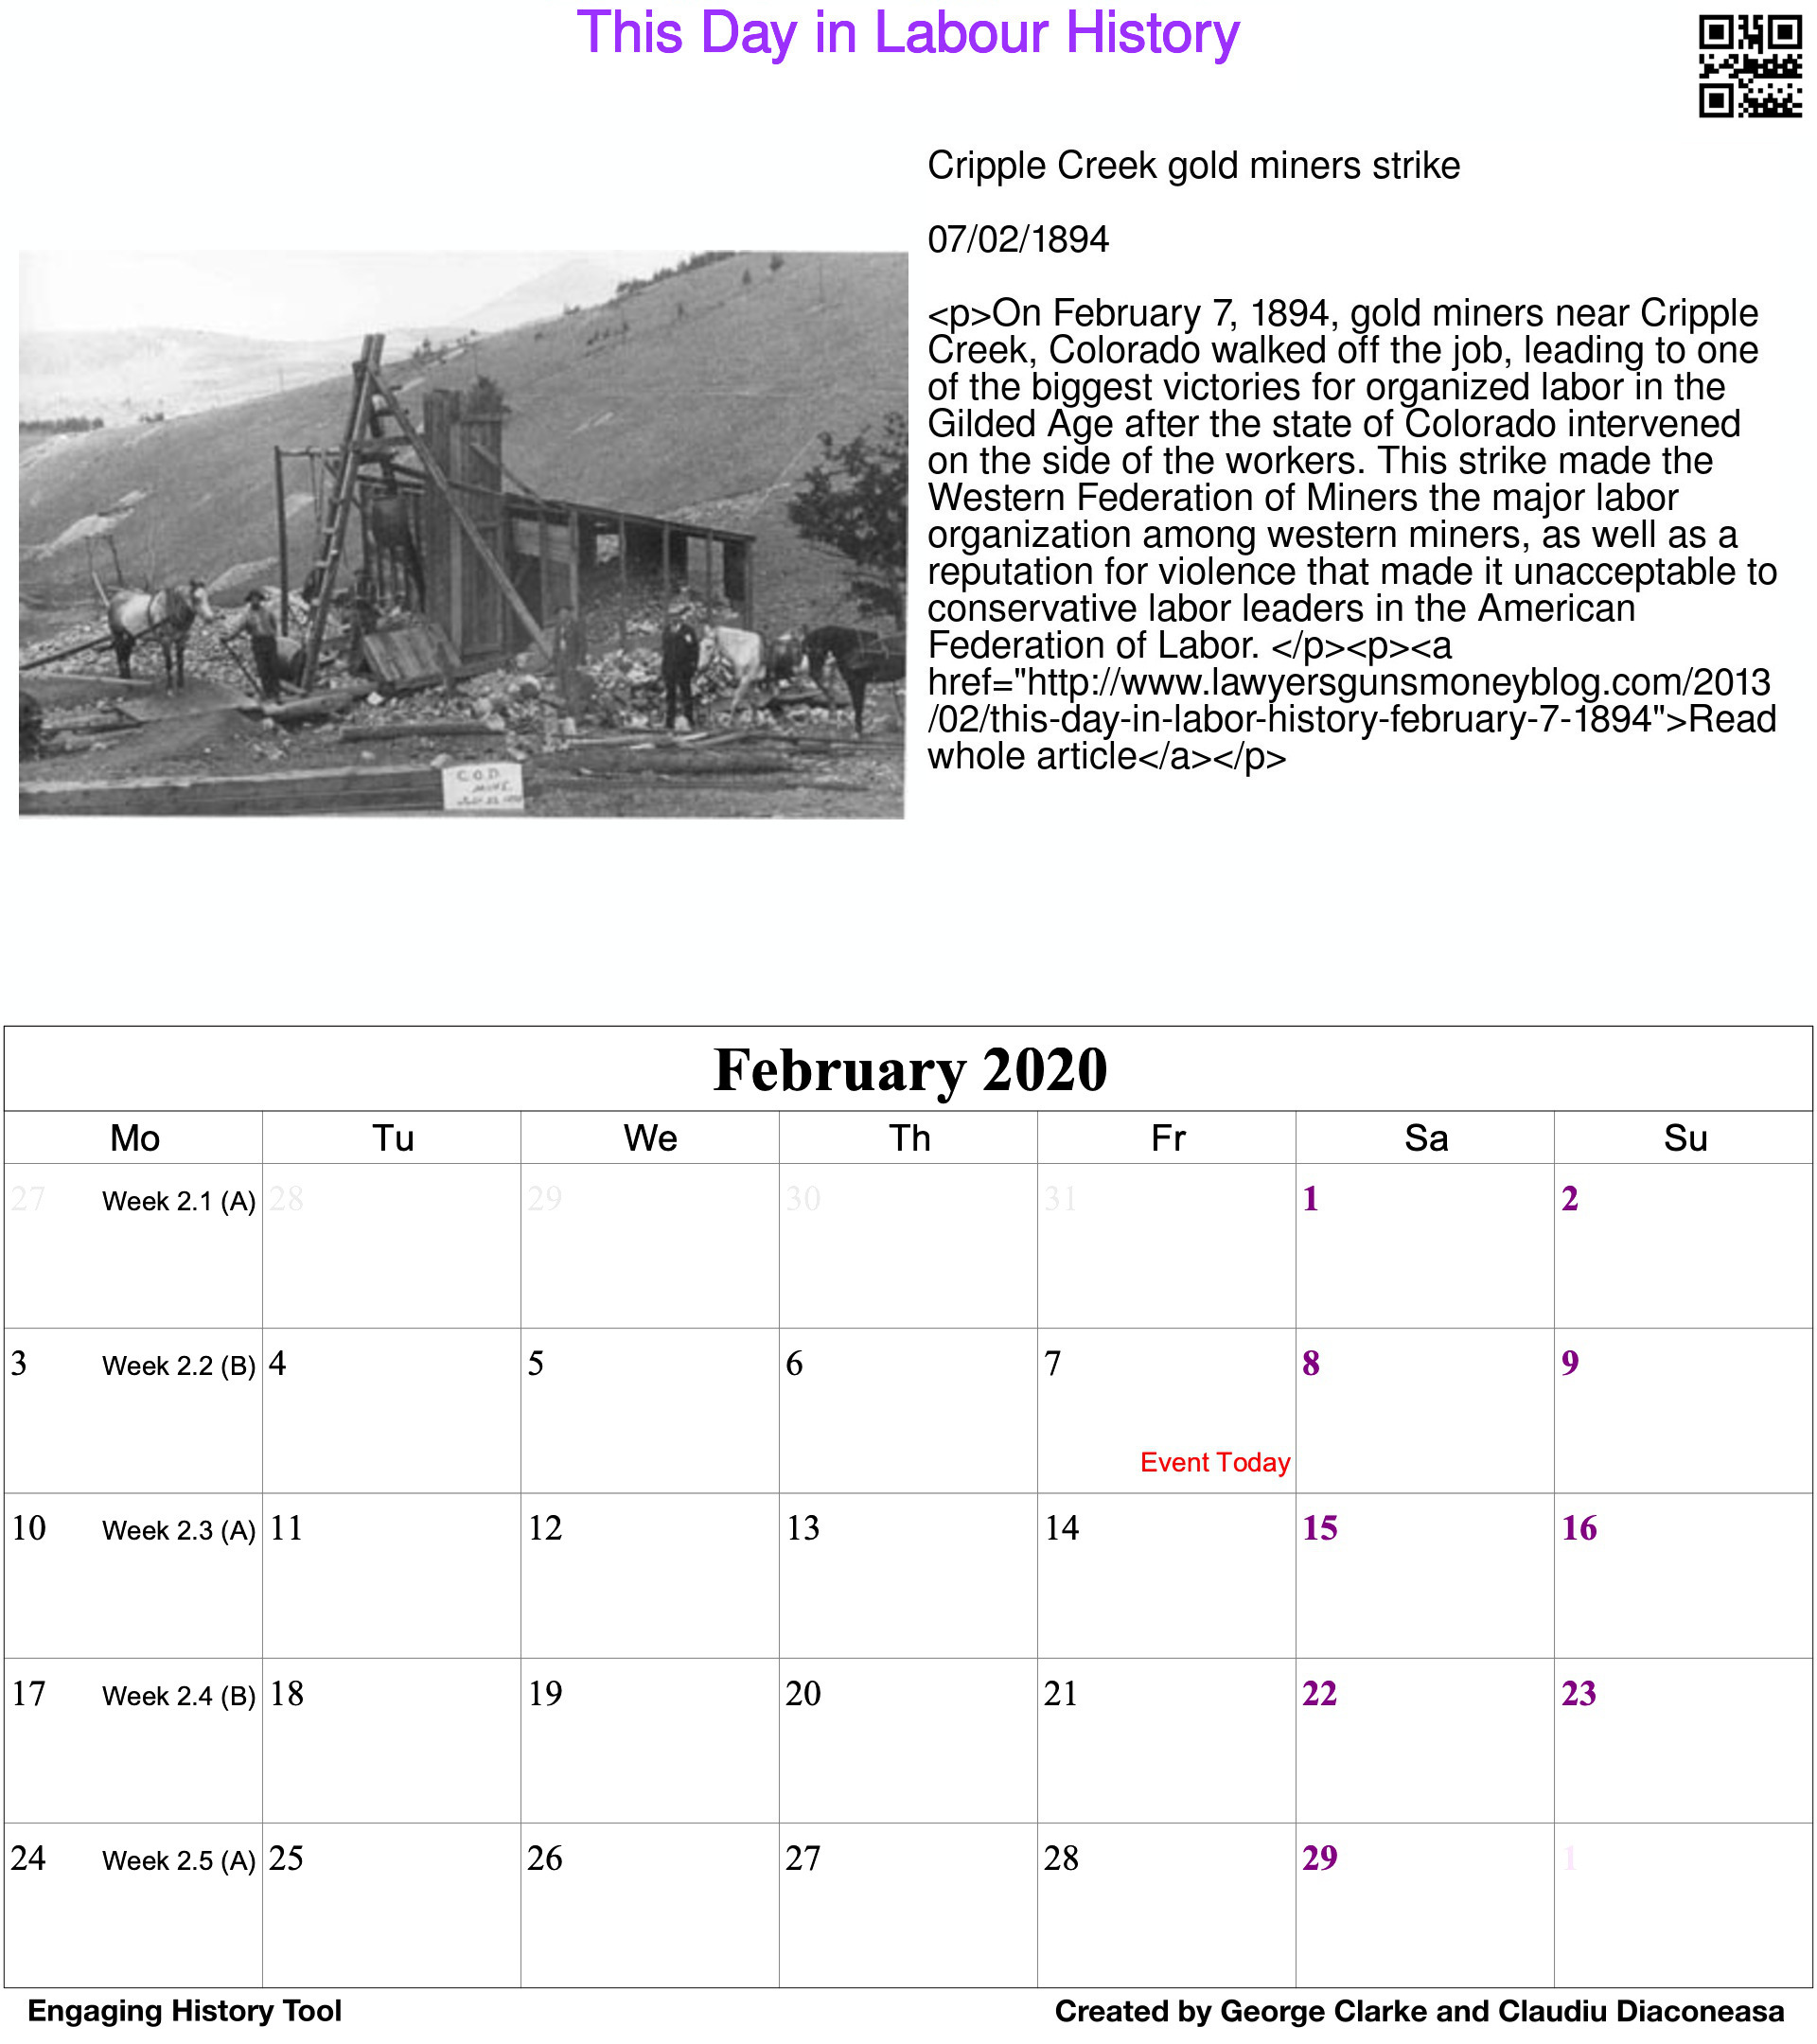 This Day in Labour History
Cripple Creek gold miners strike
07/02/1894
<p>On February 7, 1894, gold miners near Cripple
Creek, Colorado walked off the job, leading to one
of the biggest victories for organized labor in the
Gilded Age after the state of Colorado intervened
on the side of the workers. This strike made the
Western Federation of Miners the major labor
organization among western miners, as well as a
reputation for violence that made it unacceptable to
conservative labor leaders in the American
Federation of Labor. </p><p><a
href="http://www.lawyersgunsmoneyblog.com/2013
/02/this-day-in-labor-history-february-7-1894">Read
whole article</a></p>
C.O.D.
MINE
February 2020
Mo Tu We Th Fr Sa Su
27 Week 2.1 (A) 28 29 30 31 1 2
3 Week 2.2 (B) 4 5 6 7 8 9
Event Today
10 Week 2.3 (A) 11 12 13 14 15 16
17 Week 2.4 (B) 18 19 20 21 22 23
24 Week 2.5 (A) 25 26 27 28 29 1
Engaging History Tool
Created by George Clarke and Claudiu Diaconeasa